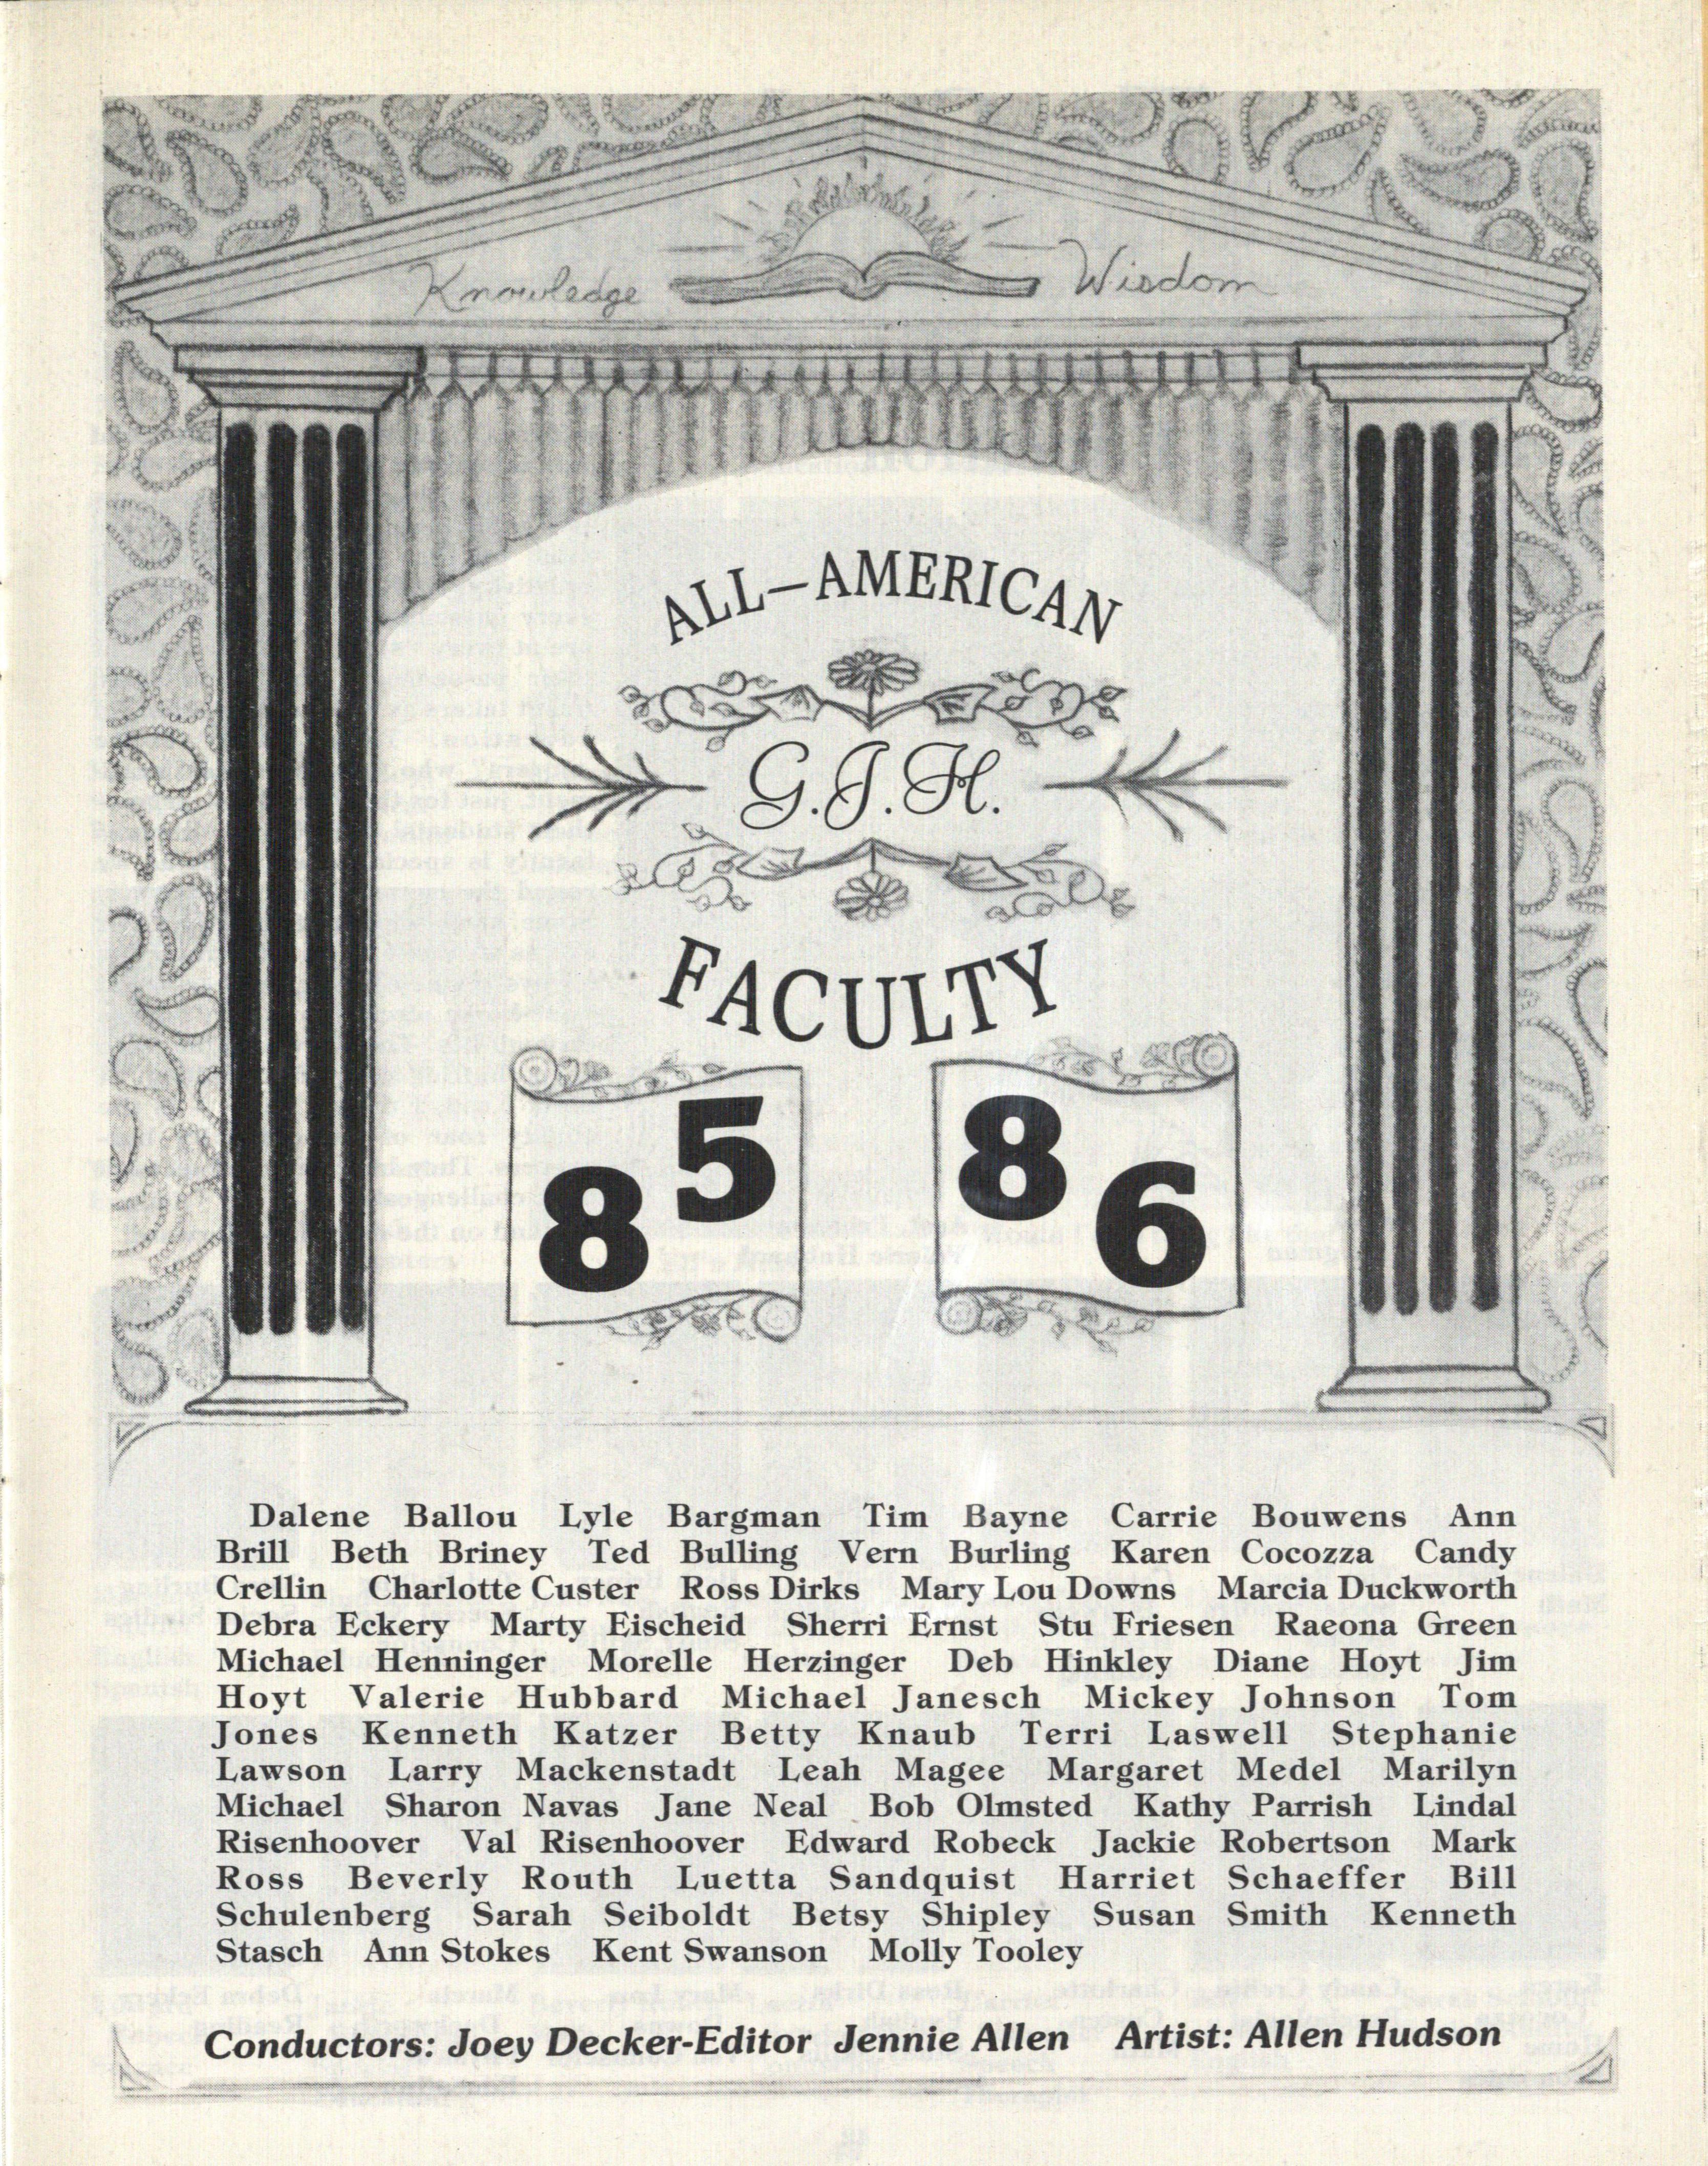 Knowledge Wisdom
ALL-AMERICAN
G.J.H.
FACULTY
85 86
Dalene Ballou Lyle Bargman Tim Bayne Carrie Bouwens Ann
Brill Beth Briney Ted Bulling Vern Burling Karen Cocozza Candy
Crellin Charlotte Custer Ross Dirks Mary Lou Downs Marcia Duckworth
Debra Eckery Marty Eischeid Sherri Ernst Stu Friesen Raeona Green
Michael Henninger Morelle Herzinger Deb Hinkley Diane Hoyt Jim
Hoyt Valerie Hubbard Michael Janesch Mickey Johnson Tom
Jones Kenneth Katzer Betty Knaub Terri Laswell Stephanie
Lawson Larry Mackenstadt Leah Magee Margaret Medel Marilyn
Michael Sharon Navas Jane Neal Bob Olmsted Kathy Parrish Lindal
Risenhoover Val Risenhoover Edward Robeck Jackie Robertson Mark
Ross Beverly Routh Luetta Sandquist Harriet Schaeffer Bill
Schulenberg Sarah Seiboldt Betsy Shipley Susan Smith Kenneth
Stasch Ann Stokes Kent Swanson Molly Tooley
Conductors: Joey Decker-Editor Jennie Allen Artist: Allen Hudson